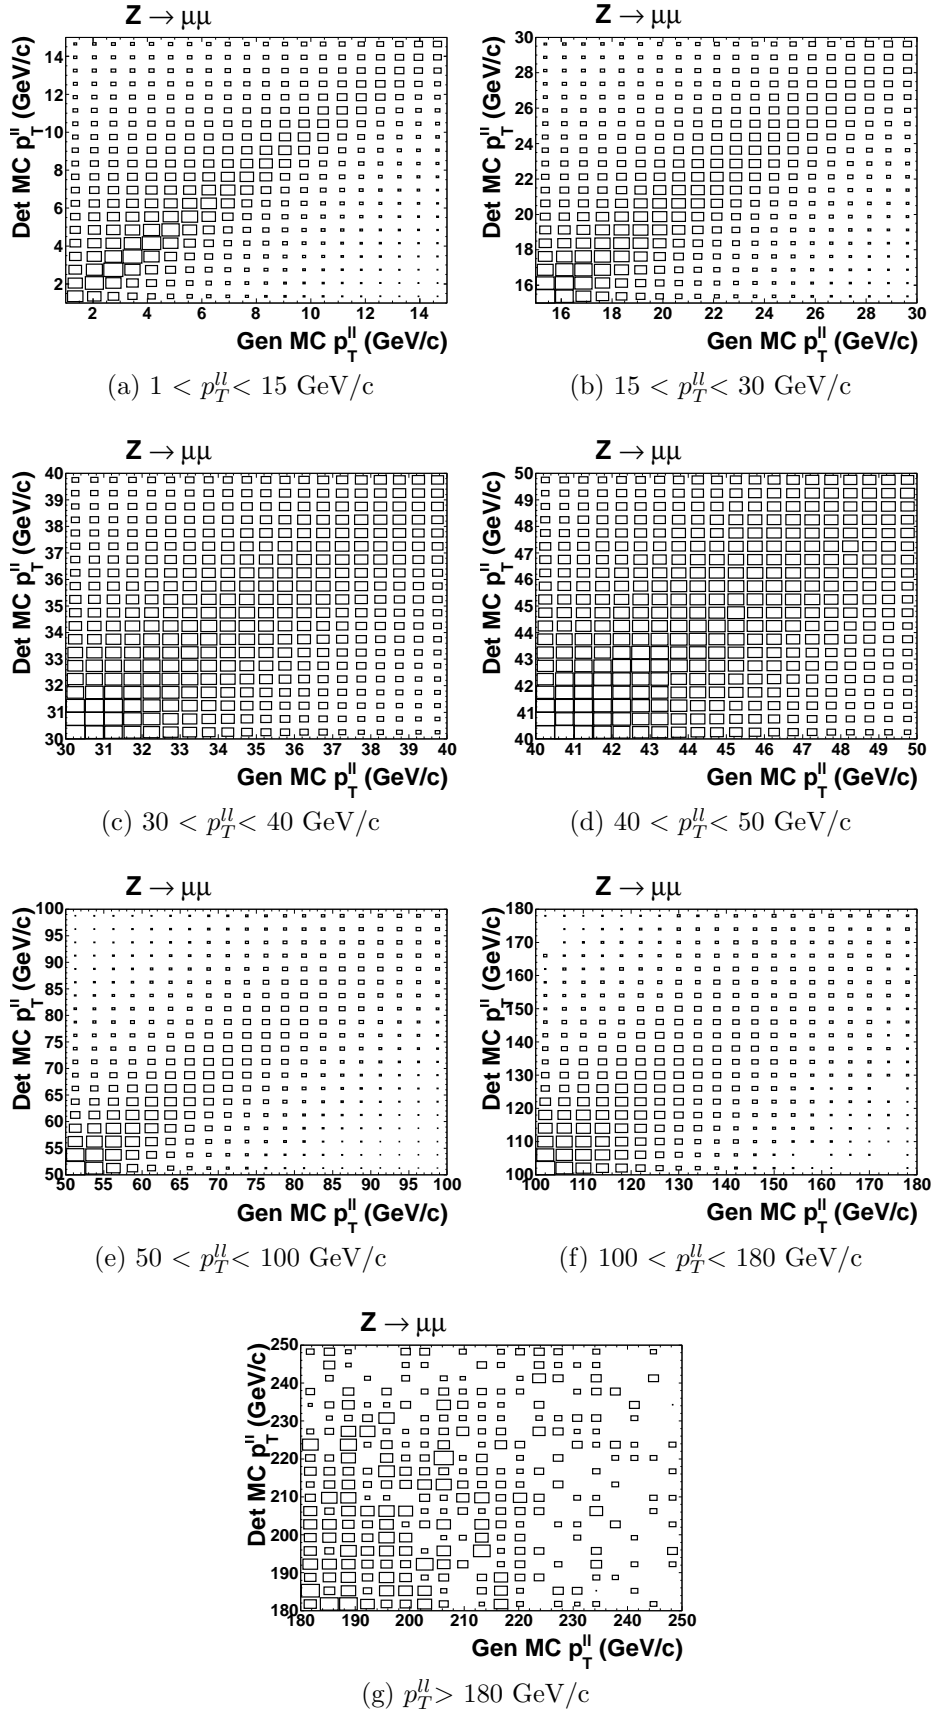 Z → μμ Z → μμ
Det MC p_T^ll (GeV/c)
14
12
10
8
6
4
2
2 4 6 8 10 12 14
Gen MC p_T^ll (GeV/c)
(a) 1 < p_T^ll < 15 GeV/c
Det MC p_T^ll (GeV/c)
30
28
26
24
22
20
18
16
16 18 20 22 24 26 28 30
Gen MC p_T^ll (GeV/c)
(b) 15 < p_T^ll < 30 GeV/c
Z → μμ Z → μμ
Det MC p_T^ll (GeV/c)
40
39
38
37
36
35
34
33
32
31
30
30 31 32 33 34 35 36 37 38 39 40
Gen MC p_T^ll (GeV/c)
(c) 30 < p_T^ll < 40 GeV/c
Det MC p_T^ll (GeV/c)
50
49
48
47
46
45
44
43
42
41
40
40 41 42 43 44 45 46 47 48 49 50
Gen MC p_T^ll (GeV/c)
(d) 40 < p_T^ll < 50 GeV/c
Z → μμ Z → μμ
Det MC p_T^ll (GeV/c)
100
95
90
85
80
75
70
65
60
55
50
50 55 60 65 70 75 80 85 90 95 100
Gen MC p_T^ll (GeV/c)
(e) 50 < p_T^ll < 100 GeV/c
Det MC p_T^ll (GeV/c)
180
170
160
150
140
130
120
110
100
100 110 120 130 140 150 160 170 180
Gen MC p_T^ll (GeV/c)
(f) 100 < p_T^ll < 180 GeV/c
Z → μμ
Det MC p_T^ll (GeV/c)
250
240
230
220
210
200
190
180
180 190 200 210 220 230 240 250
Gen MC p_T^ll (GeV/c)
(g) p_T^ll > 180 GeV/c